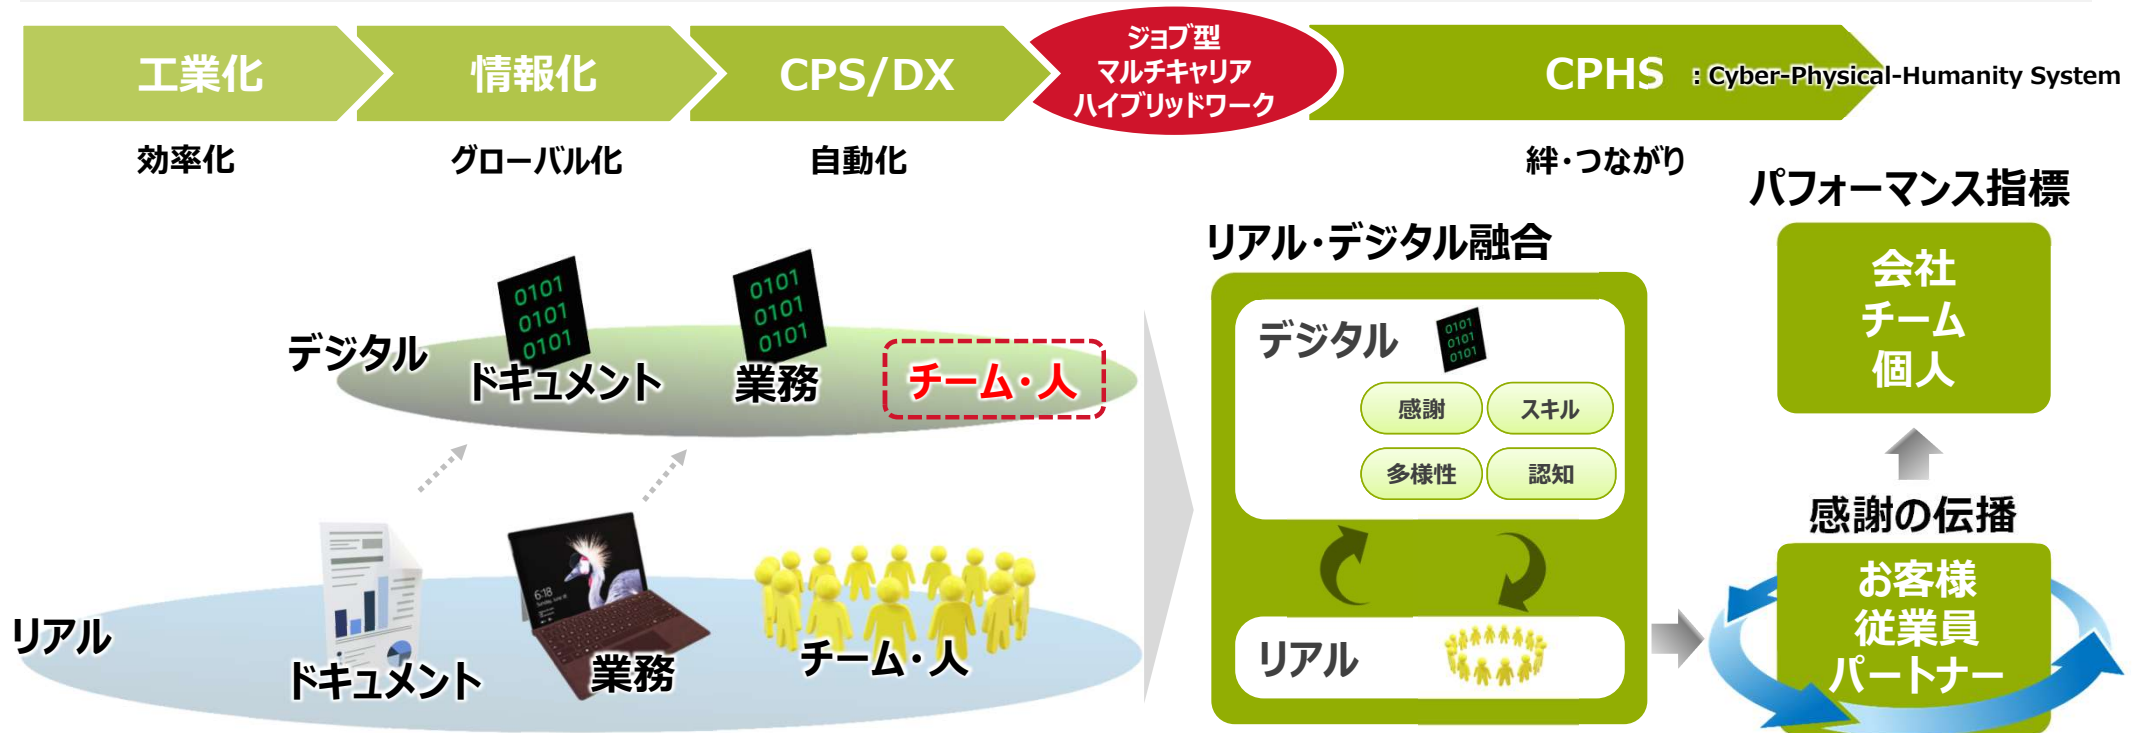 工業化
情報化
CPS/DX
ジョブ型
マルチキャリア
ハイブリッドワーク
CPHS
: Cyber-Physical-Humanity System
効率化
グローバル化
自動化
絆・つながり
パフォーマンス指標
会社
チーム
個人
リアル・デジタル融合
デジタル
0101
0101
0101
ドキュメント
0101
0101
0101
業務
チーム・人
デジタル
0101
0101
0101
感謝
スキル
多様性
認知
感謝の伝播
お客様
従業員
パートナー
リアル
ドキュメント
6:18
業務
チーム・人
リアル